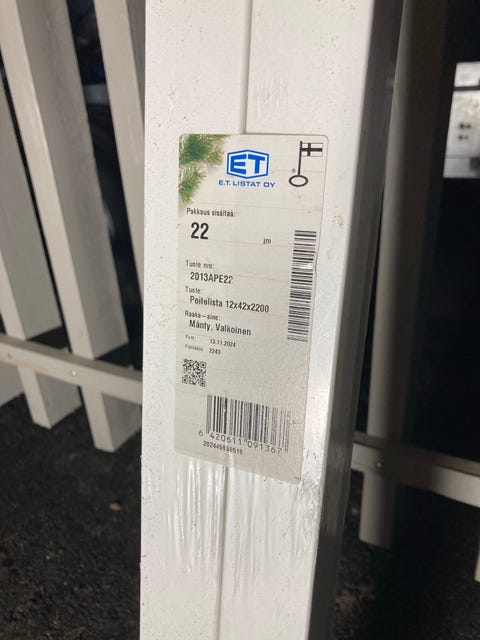 ET
E.T. LISTAT OY
Pakkaus sisältää:
22 jm
Tuote nro:
2013APE22
Tuote:
Peitelista 12x42x2200
Raaka-aine:
Mänty, Valkoinen
Pvm: 13.11.2024
Pakkaaja: 2243
6 420611 091367